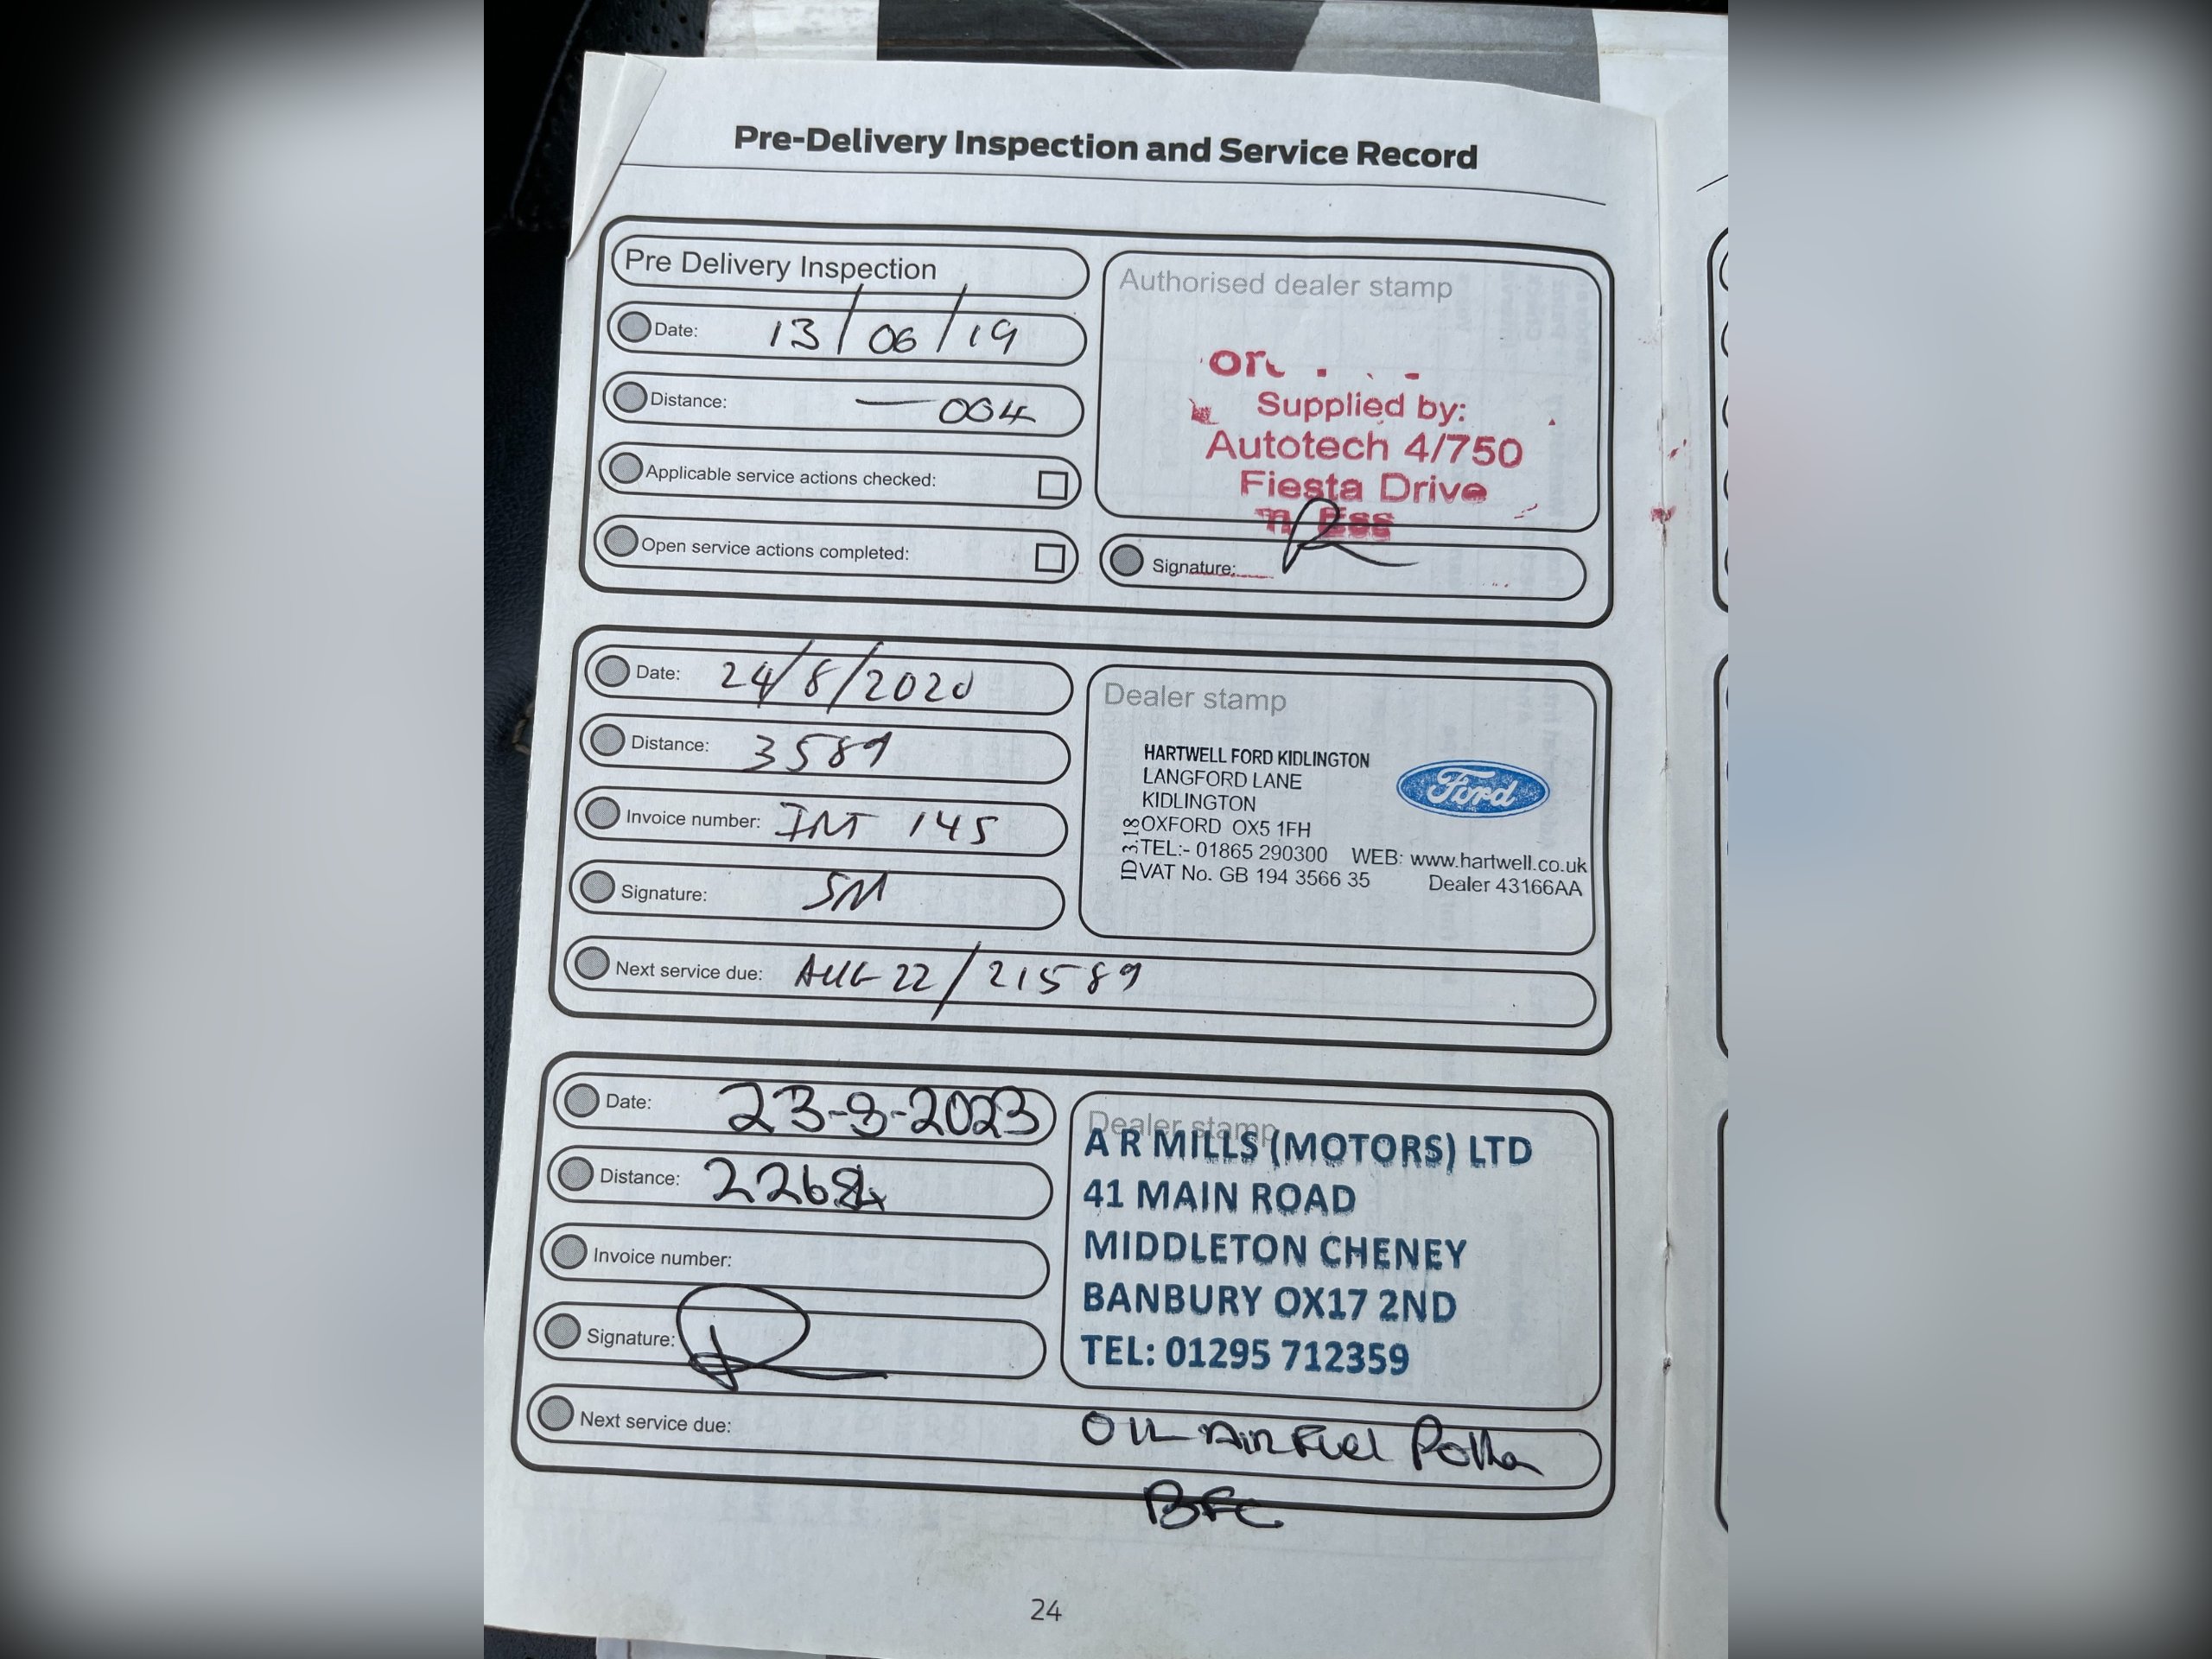 Pre-Delivery Inspection and Service Record
Pre Delivery Inspection
Date: 13/06/19
Distance: — 004
Applicable service actions checked:
Open service actions completed:
Authorised dealer stamp
Supplied by:
Autotech 4/750
Fiesta Drive
Signature:
Date: 24/8/2020
Distance: 3589
Invoice number: INT 145
Signature: SM
Next service due: AUG 22/21589
Dealer stamp
HARTWELL FORD KIDLINGTON
LANGFORD LANE
KIDLINGTON
OXFORD OX5 1FH
TEL:- 01865 290300 WEB: www.hartwell.co.uk
VAT No. GB 194 3566 35 Dealer 43166AA
ID 3.18
Ford
Date: 23-8-2023
Distance:
Invoice number:
Signature:
Next service due:
Dealer stamp
A R MILLS (MOTORS) LTD
41 MAIN ROAD
MIDDLETON CHENEY
BANBURY OX17 2ND
TEL: 01295 712359
OIL AIR FUEL Pollen
BFC
24